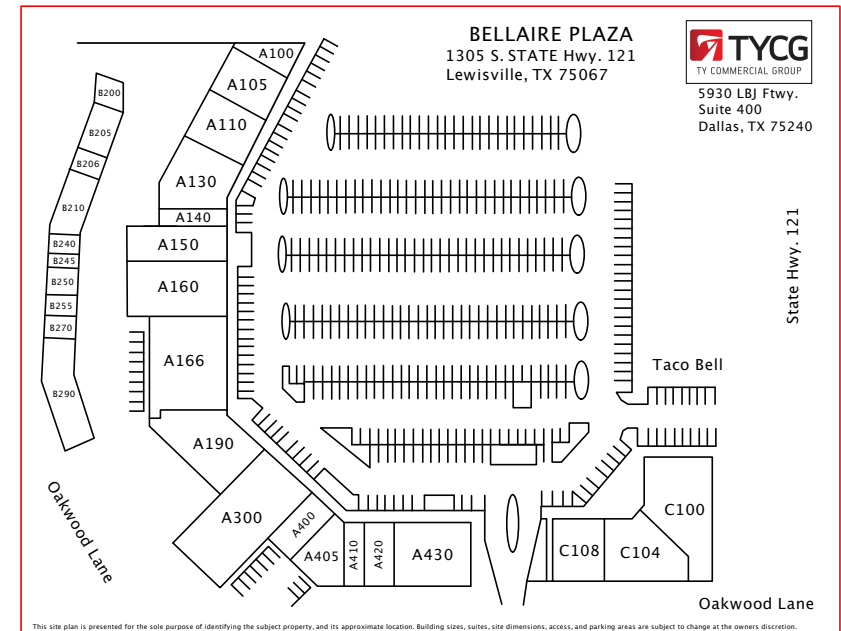 BELLAIRE PLAZA
1305 S. STATE Hwy. 121
Lewisville, TX 75067
TYCG
TY COMMERCIAL GROUP
5930 LBJ Ftwy.
Suite 400
Dallas, TX 75240
A100
A105
A110
A130
A140
A150
A160
A166
A190
A300
A400
A405
A410
A420
A430
B200
B205
B206
B210
B240
B245
B250
B255
B270
B290
C100
C104
C108
State Hwy. 121
Taco Bell
Oakwood Lane
Oakwood Lane
This site plan is presented for the sole purpose of identifying the subject property, and its approximate location. Building sizes, suites, site dimensions, access, and parking areas are subject to change at the owners discretion.